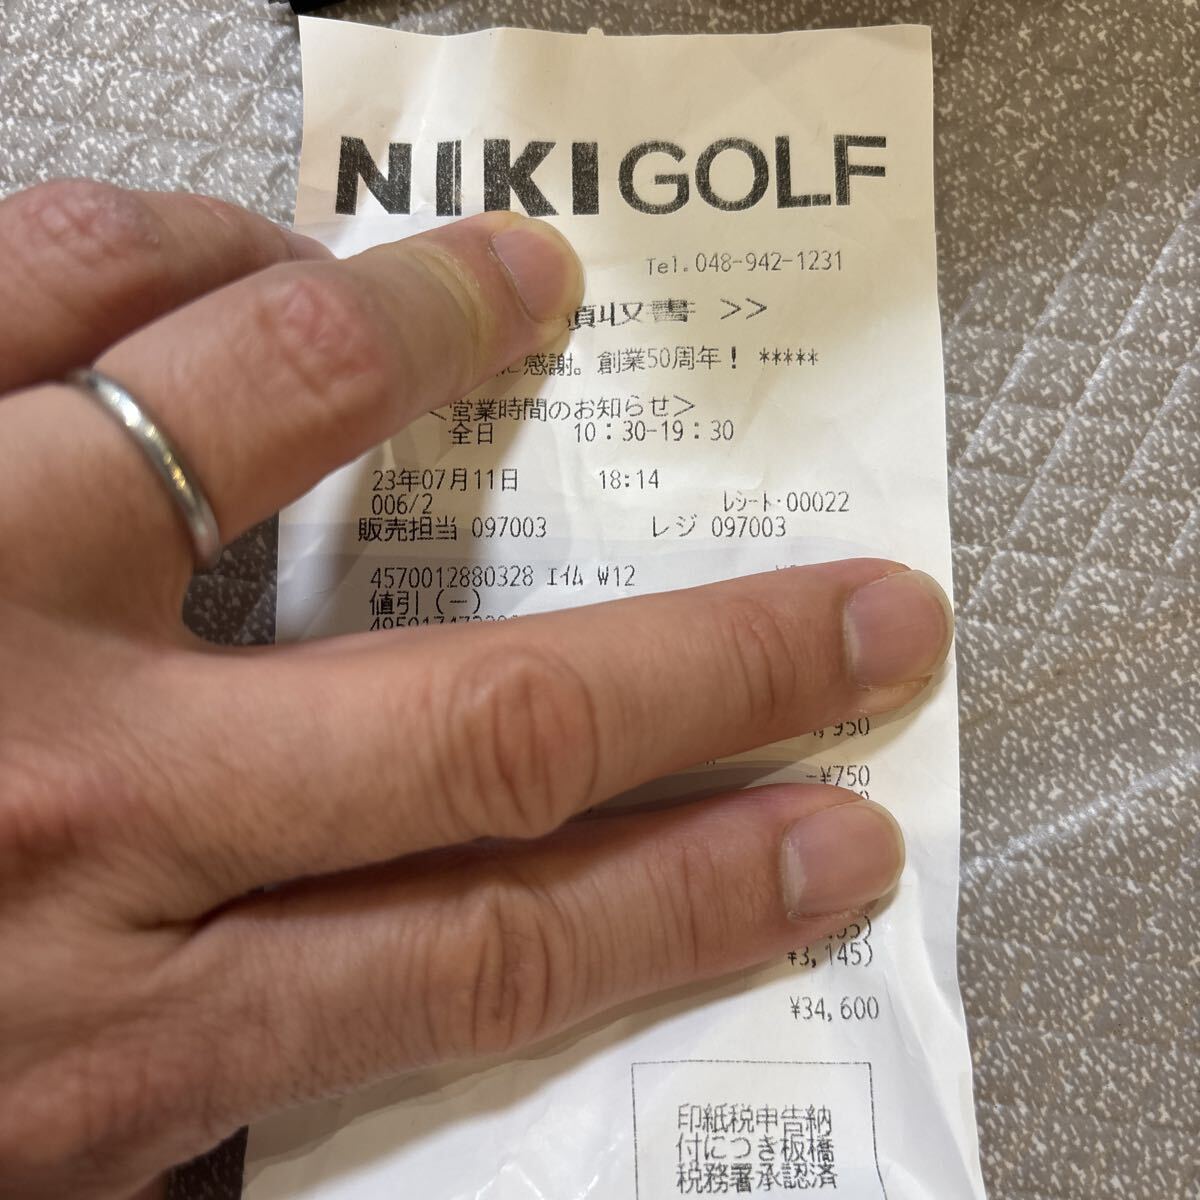 NIKIGOLF
Tel. 048-942-1231
領収書 >>
に感謝。創業50周年! *****
<営業時間のお知らせ>
全日 10:30-19:30
23年07月11日 18:14
006/2 レシート・00022
販売担当 097003 レジ 097003
4570012880328 エイム W12
値引(-)
950
-¥750
¥3,145)
¥34,600
印紙税申告納
付につき板橋
税務署承認済